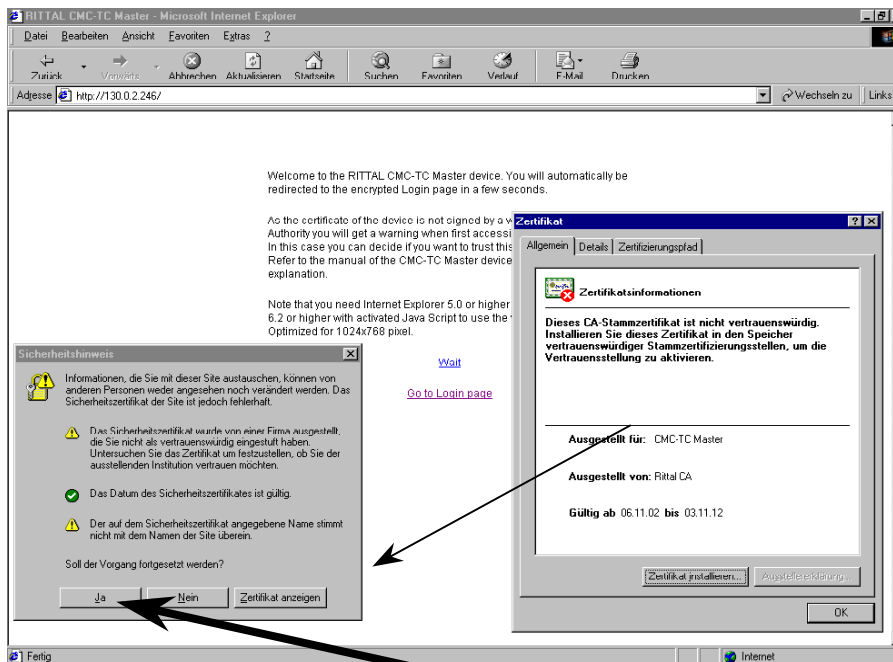 RITTAL CMC-TC Master - Microsoft Internet Explorer
Datei Bearbeiten Ansicht Favoriten Extras ?
Zurück Vorwärts Abbrechen Aktualisieren Startseite Suchen Favoriten Verlauf E-Mail Drucken
Adresse http://130.0.2.246/ Wechseln zu Links
Welcome to the RITTAL CMC-TC Master device. You will automatically be
redirected to the encrypted Login page in a few seconds.
As the certificate of the device is not signed by a w
Authority you will get a warning when first accessi
In this case you can decide if you want to trust this
Refer to the manual of the CMC-TC Master device
explanation.
Note that you need Internet Explorer 5.0 or higher
6.2 or higher with activated Java Script to use the
Optimized for 1024x768 pixel.
Wait
Go to Login page
Sicherheitshinweis
Informationen, die Sie mit dieser Site austauschen, können von
anderen Personen weder angesehen noch verändert werden. Das
Sicherheitszertifikat der Site ist jedoch fehlerhaft.
Das Sicherheitszertifikat wurde von einer Firma ausgestellt,
die Sie nicht als vertrauenswürdig eingestuft haben.
Untersuchen Sie das Zertifikat um festzustellen, ob Sie der
ausstellenden Institution vertrauen möchten.
Das Datum des Sicherheitszertifikates ist gültig.
Der auf dem Sicherheitszertifikat angegebene Name stimmt
nicht mit dem Namen der Site überein.
Soll der Vorgang fortgesetzt werden?
Ja Nein Zertifikat anzeigen
Zertifikat
Allgemein Details Zertifizierungspfad
Zertifikatsinformationen
Dieses CA-Stammzertifikat ist nicht vertrauenswürdig.
Installieren Sie dieses Zertifikat in den Speicher
vertrauenswürdiger Stammzertifizierungsstellen, um die
Vertrauensstellung zu aktivieren.
Ausgestellt für: CMC-TC Master
Ausgestellt von: Rittal CA
Gültig ab 06.11.02 bis 03.11.12
Zertifikat installieren... Ausstellererklärung...
OK
Fertig Internet